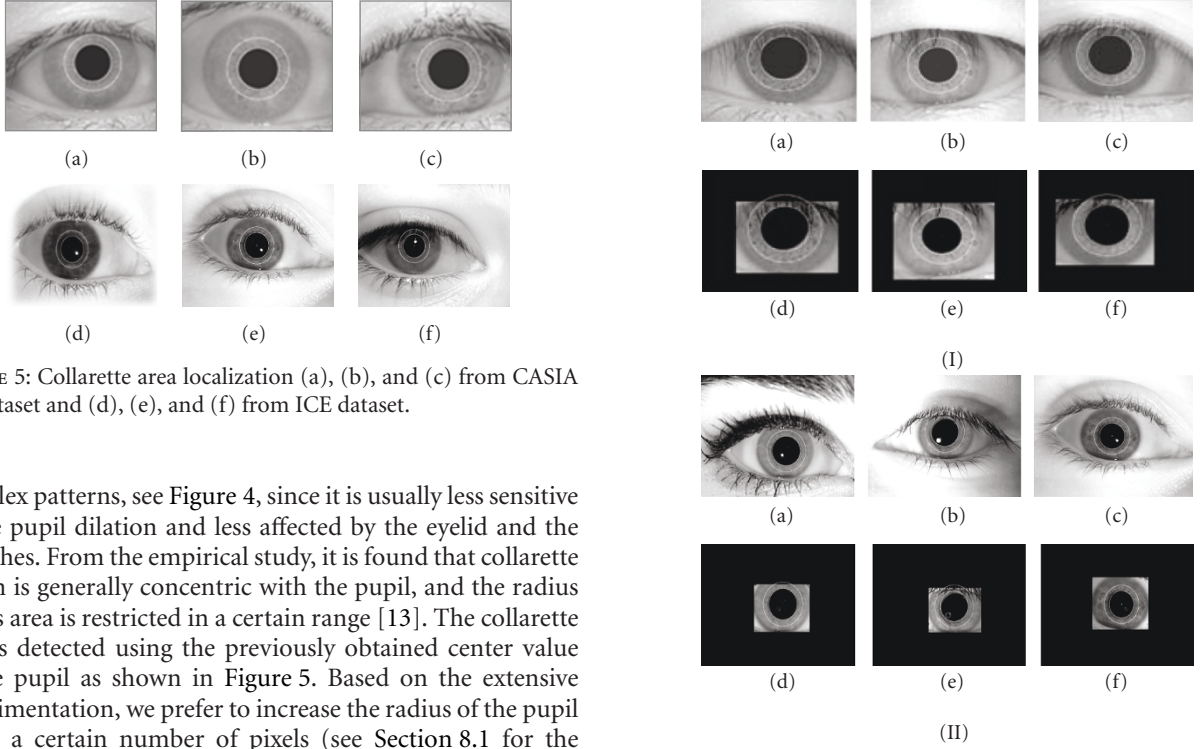 (a) (b) (c)
(d) (e) (f)
E 5: Collarette area localization (a), (b), and (c) from CASIA
taset and (d), (e), and (f) from ICE dataset.
lex patterns, see Figure 4, since it is usually less sensitive
e pupil dilation and less affected by the eyelid and the
hes. From the empirical study, it is found that collarette
n is generally concentric with the pupil, and the radius
s area is restricted in a certain range [13]. The collarette
s detected using the previously obtained center value
e pupil as shown in Figure 5. Based on the extensive
imentation, we prefer to increase the radius of the pupil
a certain number of pixels (see Section 8.1 for the
(a) (b) (c)
(d) (e) (f)
(I)
(a) (b) (c)
(d) (e) (f)
(II)